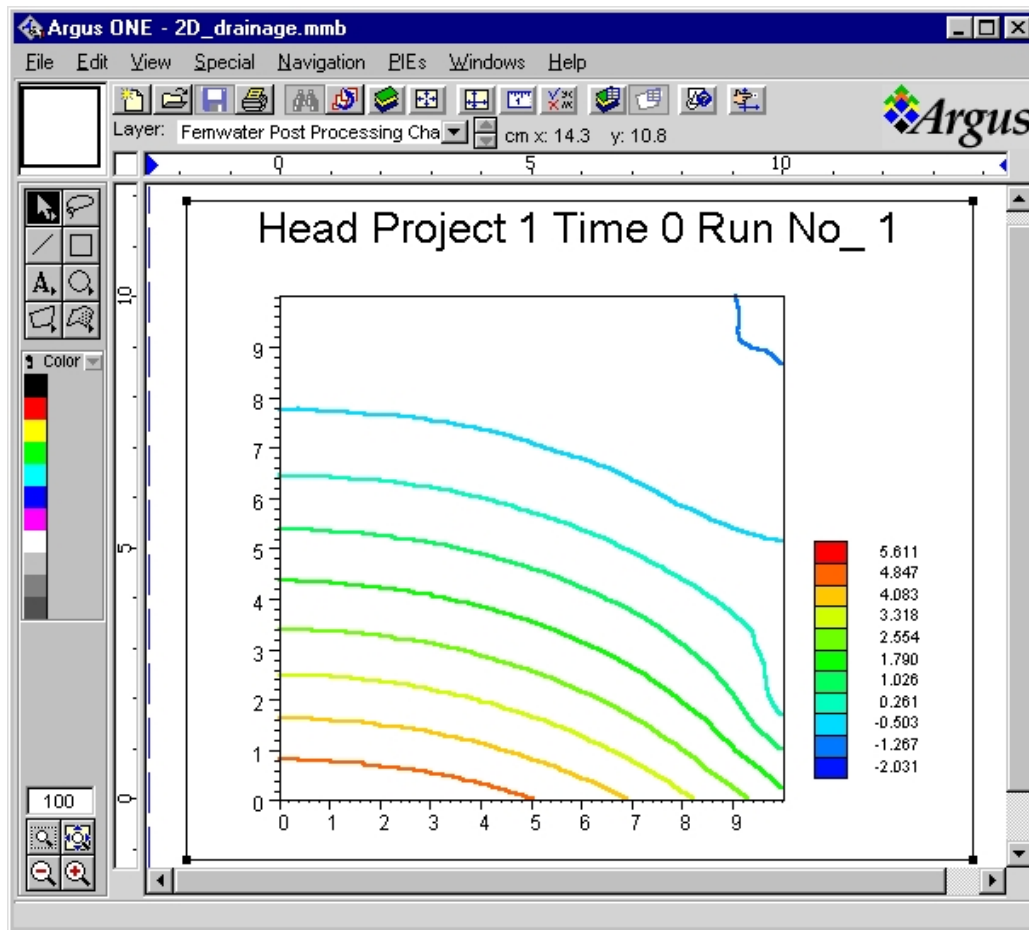 Argus ONE - 2D_drainage.mmb
File Edit View Special Navigation PIEs Windows Help
Layer: Femwater Post Processing Cha cm x: 14.3 y: 10.8
Argus
0 5 10
Head Project 1 Time 0 Run No_ 1
A
Color
10
5
0
9
8
7
6
5
4
3
2
1
0
0 1 2 3 4 5 6 7 8 9
5.611
4.847
4.083
3.318
2.554
1.790
1.026
0.261
-0.503
-1.267
-2.031
100